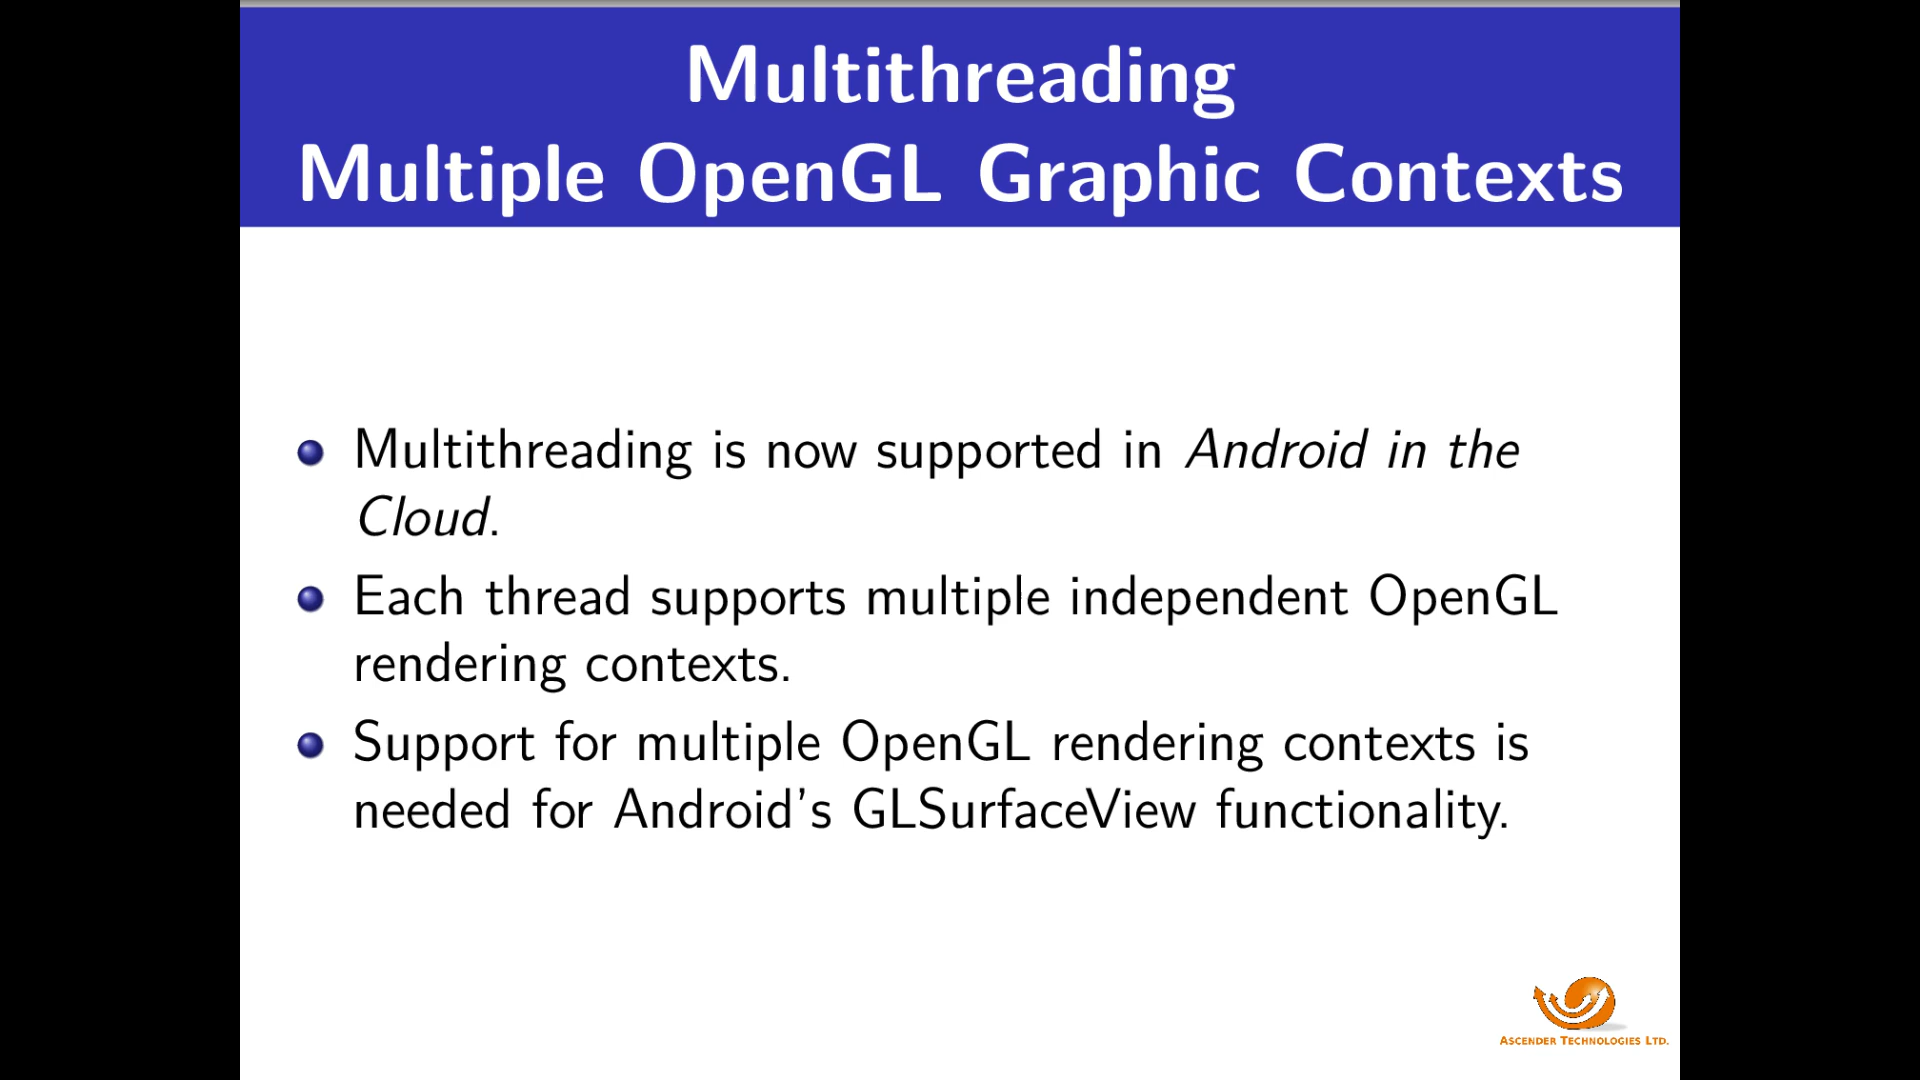 Multithreading
Multiple OpenGL Graphic Contexts
Multithreading is now supported in Android in the
Cloud.
Each thread supports multiple independent OpenGL
rendering contexts.
Support for multiple OpenGL rendering contexts is
needed for Android's GLSurfaceView functionality.
ASCENDER TECHNOLOGIES LTD.